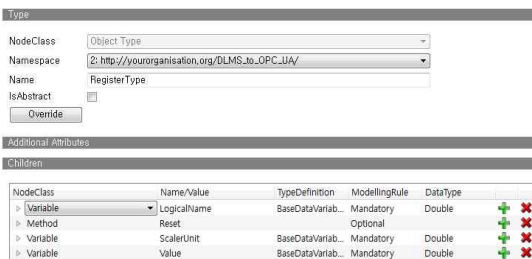 Type
NodeClass Object Type
Namespace 2: http://yourorganisation.org/DLMS_to_OPC_UA/
Name RegisterType
IsAbstract
Override
Additional Attributes
Children
NodeClass Name/Value TypeDefinition ModellingRule DataType
Variable LogicalName BaseDataVariab... Mandatory Double
Method Reset Optional
Variable ScalerUnit BaseDataVariab... Mandatory Double
Variable Value BaseDataVariab... Mandatory Double